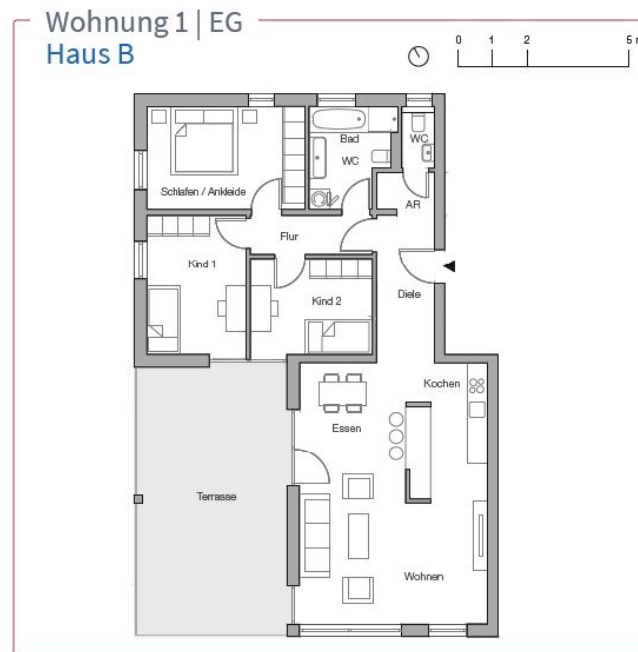 Wohnung 1 | EG
Haus B
0 1 2 5 m
Bad
WC
WC
Schlafen / Ankleide
AR
Flur
Kind 1
Kind 2
Diele
Kochen
Essen
Terrasse
Wohnen